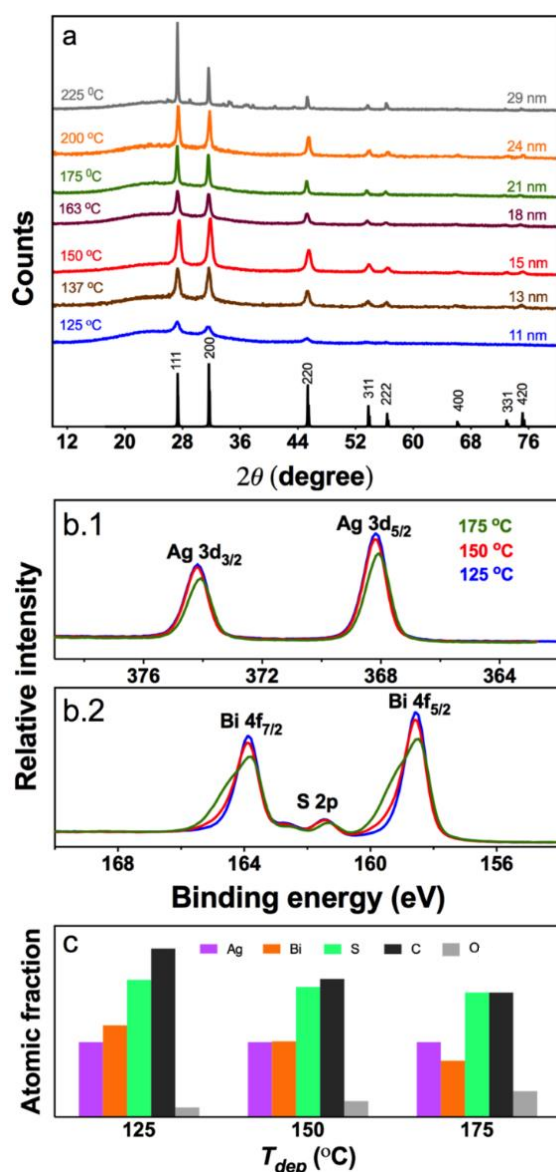 a
225 ⁰C
29 nm
200 ºC
24 nm
175 ⁰C
21 nm
163 ºC
18 nm
150 ºC
15 nm
137 ºC
13 nm
125 ºC
11 nm
Counts
111
200
220
311
222
400
331
420
12 20 28 36 44 52 60 68 76
2θ (degree)
b.1
Ag 3d3/2
Ag 3d5/2
175 ºC
150 ºC
125 ºC
376 372 368 364
Relative intensity
b.2
Bi 4f7/2
S 2p
Bi 4f5/2
168 164 160 156
Binding energy (eV)
c
Ag Bi S C O
Atomic fraction
125 150 175
Tdep (ºC)